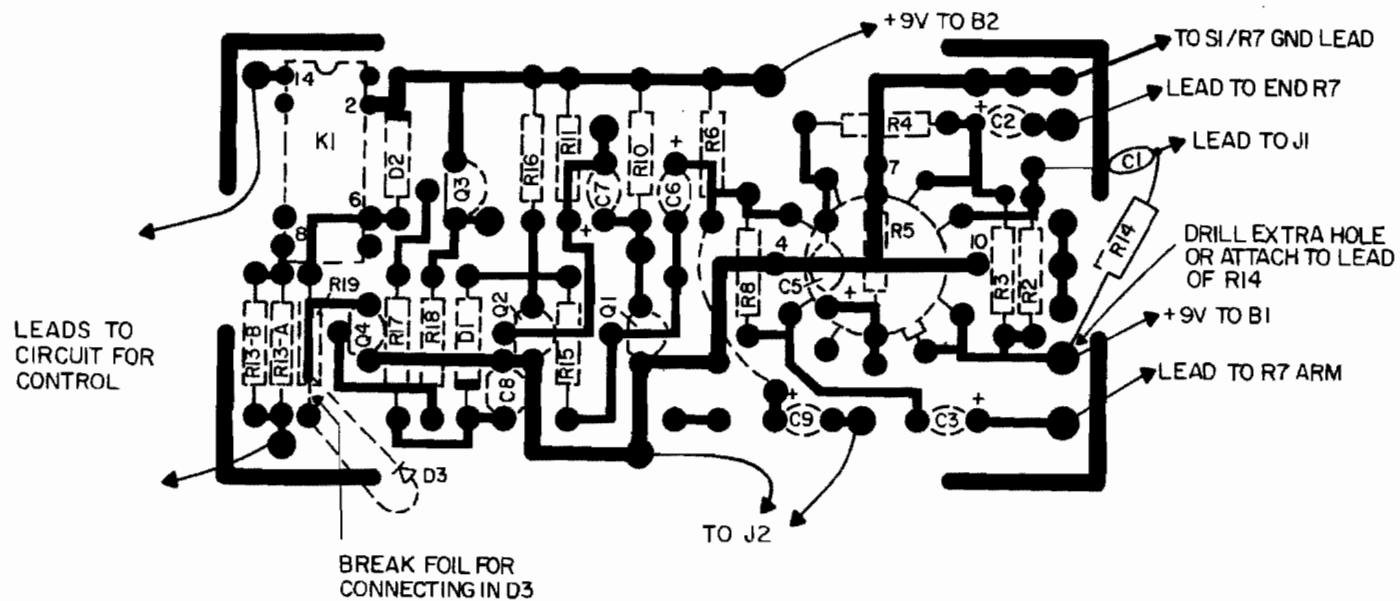 +9V TO B2
TO S1/R7 GND LEAD
LEAD TO END R7
LEAD TO J1
DRILL EXTRA HOLE
OR ATTACH TO LEAD
OF R14
+9V TO B1
LEAD TO R7 ARM
14
2
K1
6
8
D2
Q3
R16
R11
C7
+
R10
+
C6
R6
R4
+
C2
C1
7
R5
4
10
R8
C5
+
R3
R2
R14
R19
R13-B
R13-A
Q4
R17
R18
D1
Q2
R15
Q1
C8
+
C9
C3
+
D3
LEADS TO
CIRCUIT FOR
CONTROL
TO J2
BREAK FOIL FOR
CONNECTING IN D3